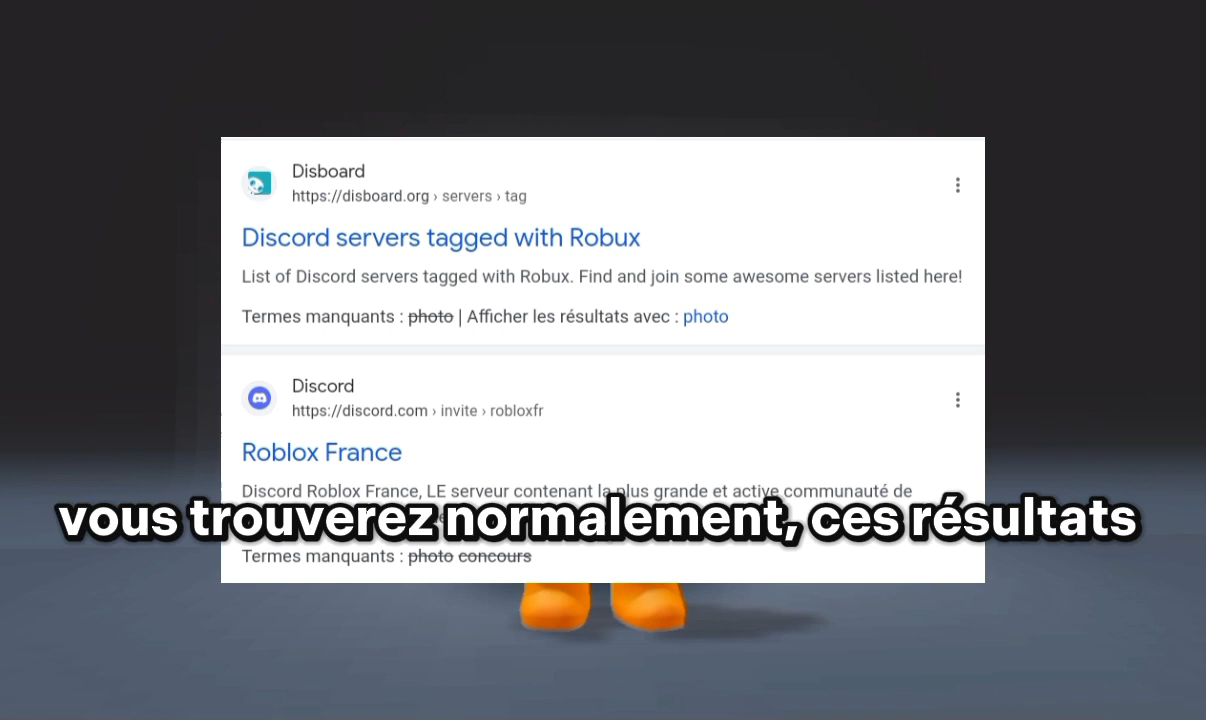 Disboard
https://disboard.org › servers › tag
Discord servers tagged with Robux
List of Discord servers tagged with Robux. Find and join some awesome servers listed here!
Termes manquants : photo | Afficher les résultats avec : photo
Discord
https://discord.com › invite › robloxfr
Roblox France
Discord Roblox France, LE serveur contenant la plus grande et active communauté de
vous trouverez normalement, ces résultats
Termes manquants : photo concours